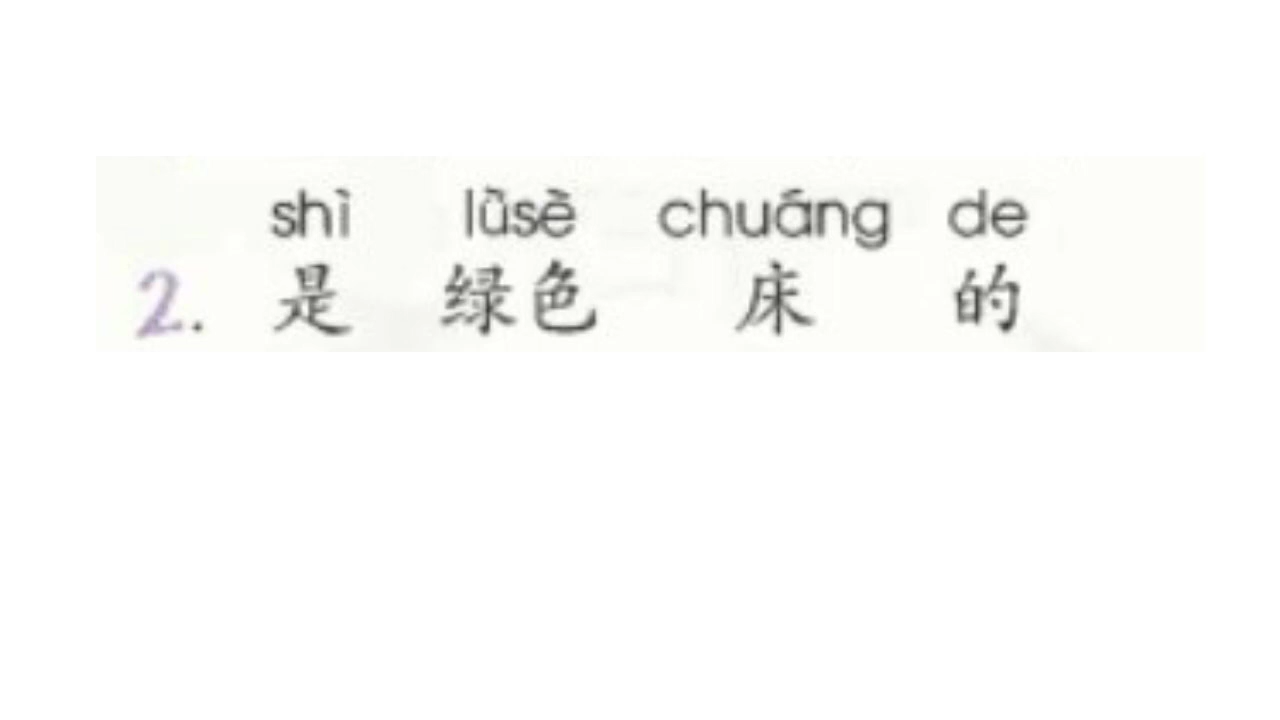 shì lǜsè chuáng de
2. 是 绿色 床 的